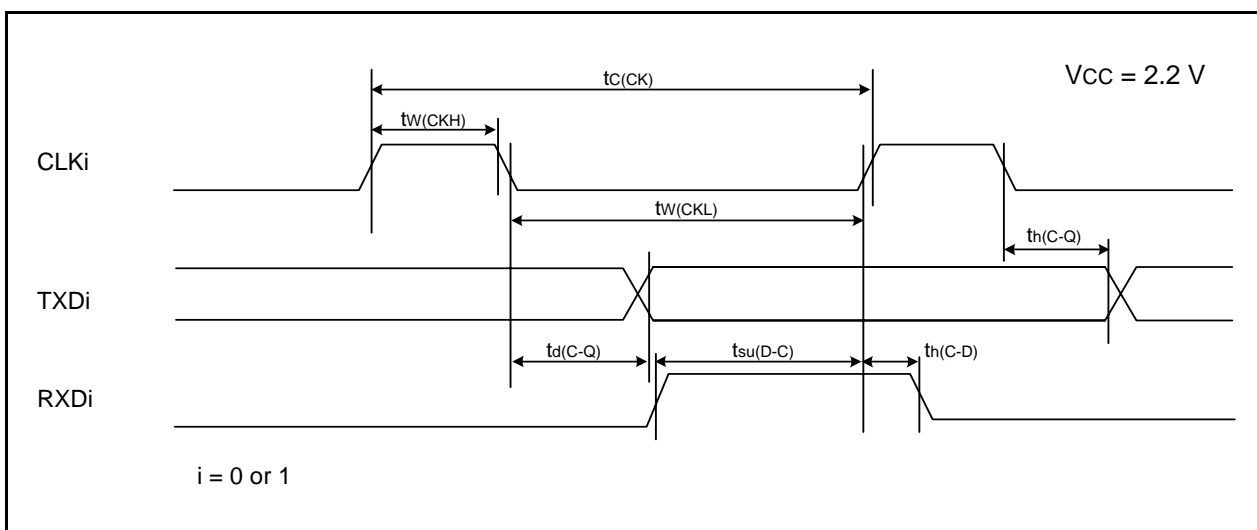 tC(CK)
VCC = 2.2 V
tW(CKH)
CLKi
tW(CKL)
th(C-Q)
TXDi
td(C-Q)
tsu(D-C)
th(C-D)
RXDi
i = 0 or 1